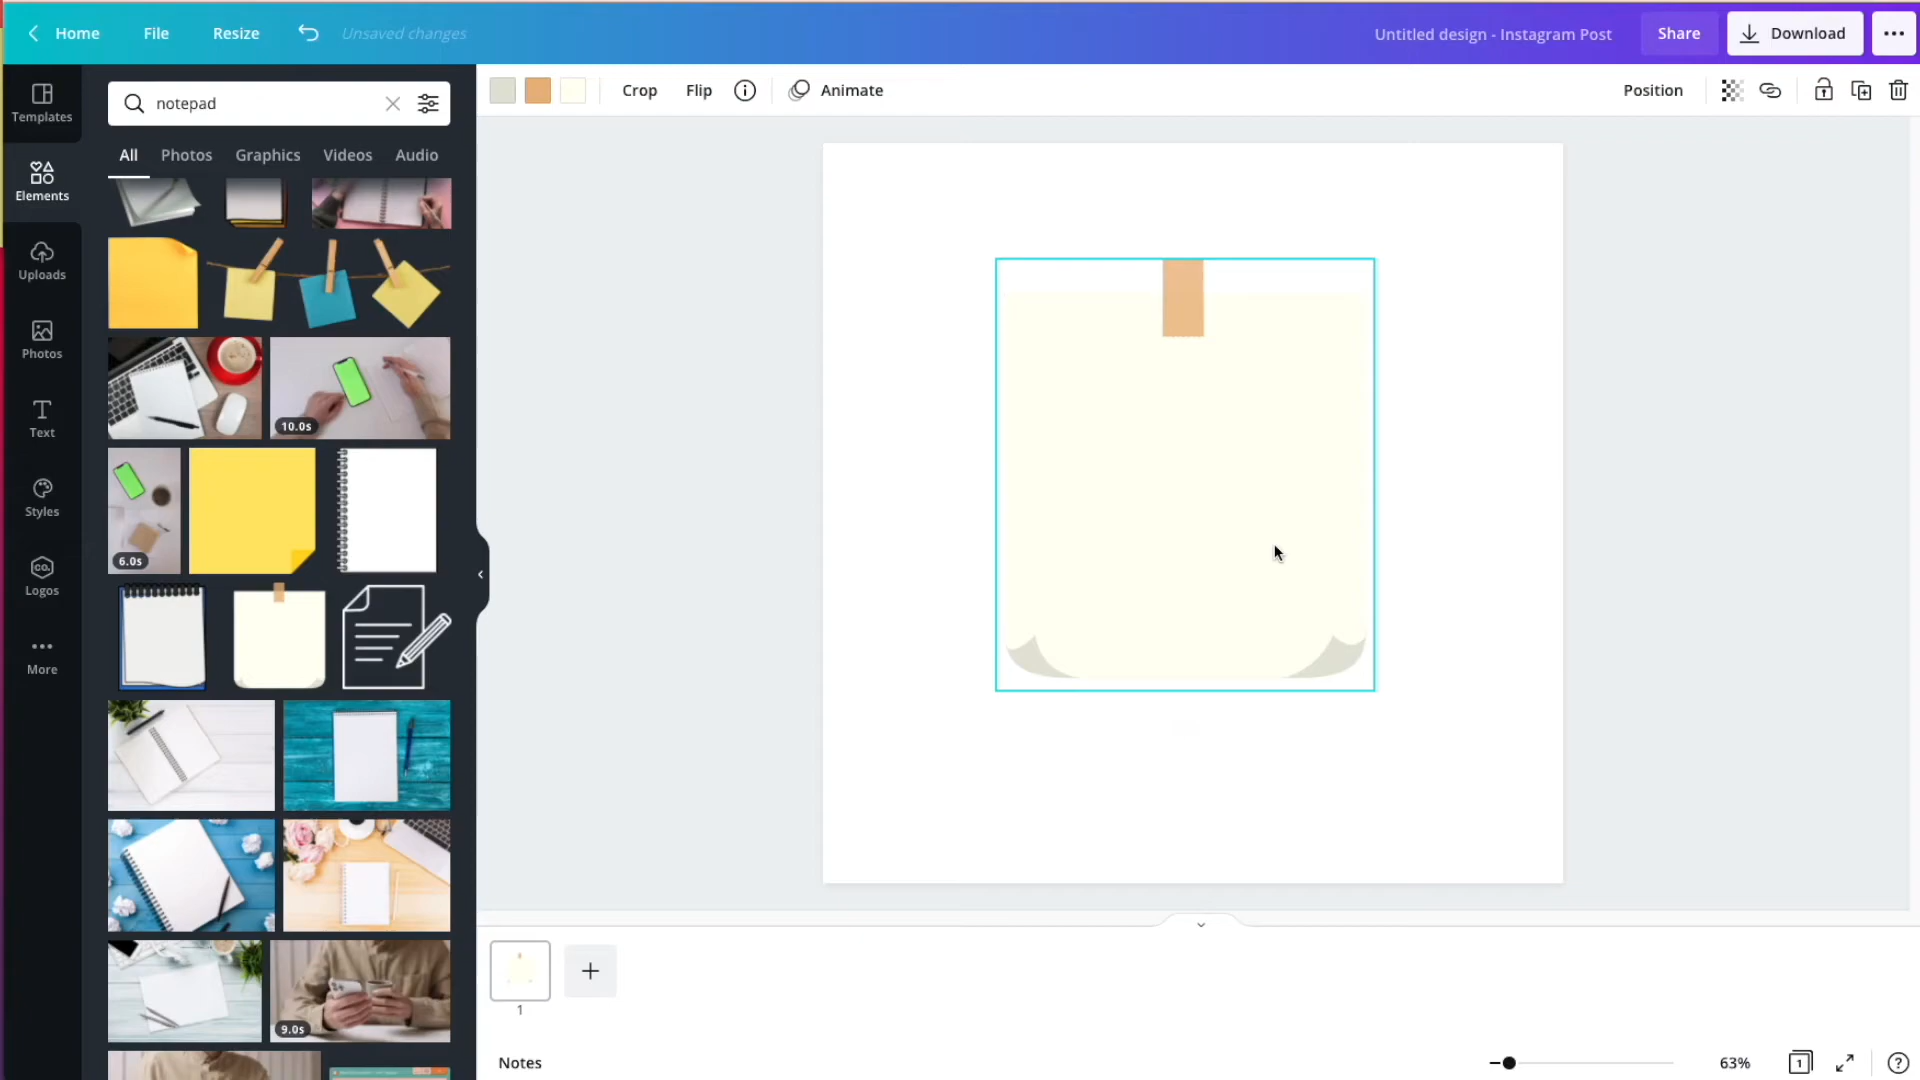 Home
File
Resize
Unsaved changes
Untitled design - Instagram Post
Share
Download
Templates
Elements
Uploads
Photos
Text
Styles
CO.
Logos
More
notepad
All
Photos
Graphics
Videos
Audio
10.0s
6.0s
9.0s
Crop
Flip
Animate
Position
1
Notes
63%
1